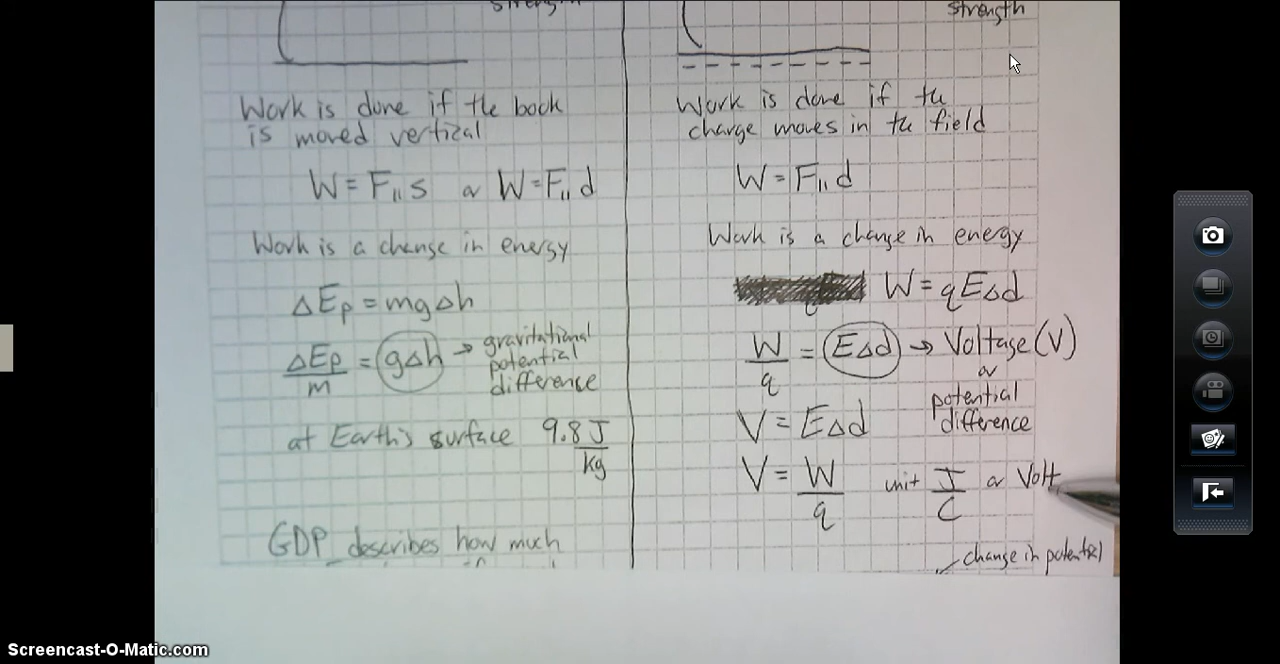 strength
Work is done if the book
is moved vertical
W = F₁₁ s or W = F₁₁ d
Work is a change in energy
ΔEp = mgΔh
ΔEp/m = gΔh → gravitational
potential
difference
at Earth's surface 9.8 J/kg
GDP describes how much
strength
Work is done if the
charge moves in the field
W = F₁₁ d
Work is a change in energy
W = qEΔd
W/q = EΔd → Voltage (V)
or
potential
difference
V = EΔd
V = W/q unit J/C or Volt
change in potential
Screencast-O-Matic.com